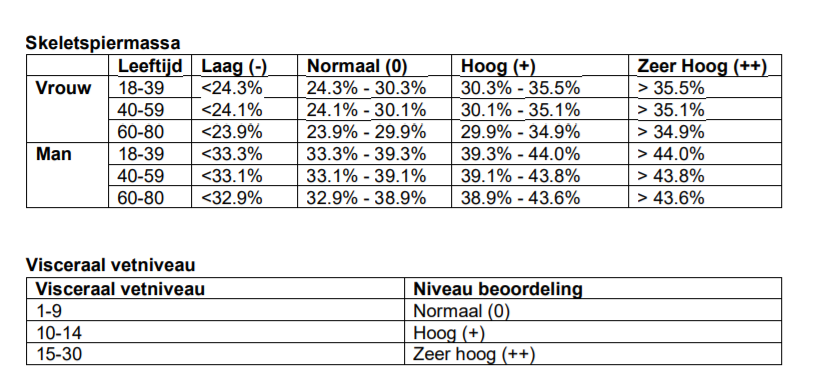 Skeletspiermassa
Leeftijd Laag (-) Normaal (0) Hoog (+) Zeer Hoog (++)
Vrouw 18-39 <24.3% 24.3% - 30.3% 30.3% - 35.5% > 35.5%
40-59 <24.1% 24.1% - 30.1% 30.1% - 35.1% > 35.1%
60-80 <23.9% 23.9% - 29.9% 29.9% - 34.9% > 34.9%
Man 18-39 <33.3% 33.3% - 39.3% 39.3% - 44.0% > 44.0%
40-59 <33.1% 33.1% - 39.1% 39.1% - 43.8% > 43.8%
60-80 <32.9% 32.9% - 38.9% 38.9% - 43.6% > 43.6%
Visceraal vetniveau
Visceraal vetniveau Niveau beoordeling
1-9 Normaal (0)
10-14 Hoog (+)
15-30 Zeer hoog (++)